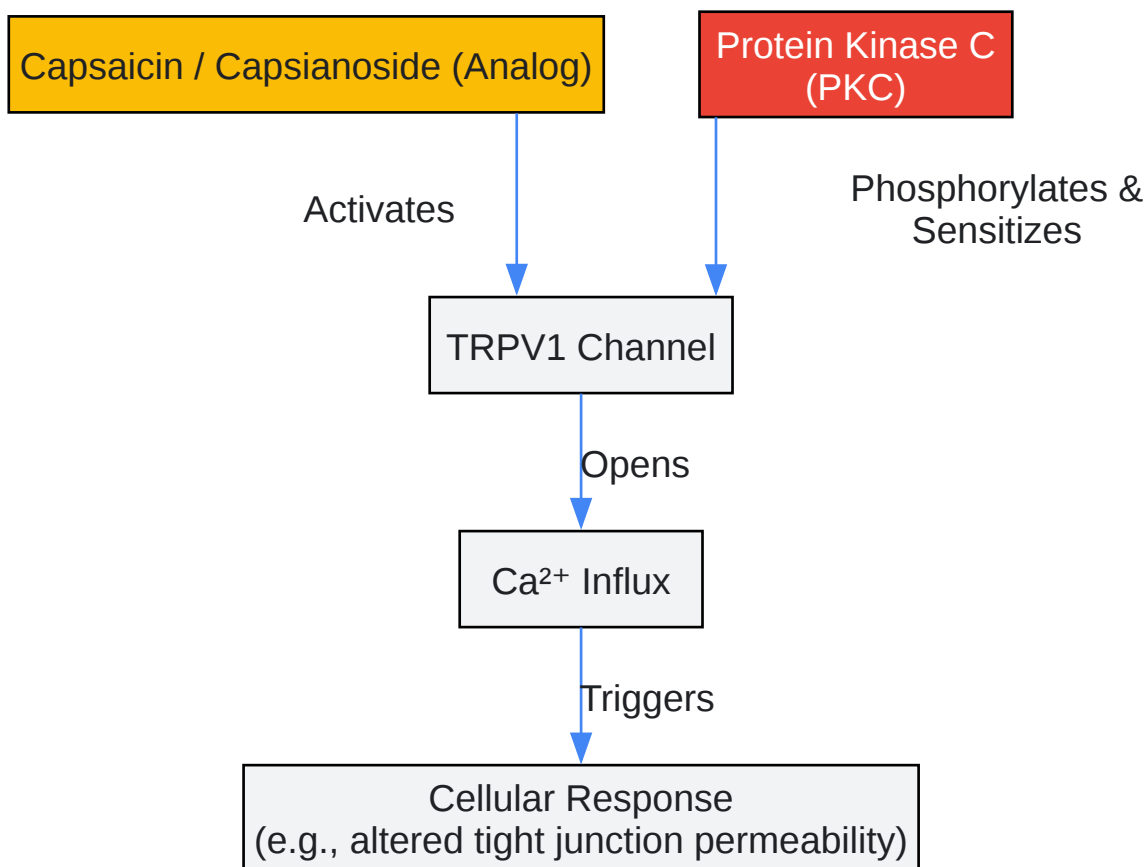 Capsaicin / Capsianoside (Analog)
Protein Kinase C
(PKC)
Activates
Phosphorylates &
Sensitizes
TRPV1 Channel
Opens
Ca²⁺ Influx
Triggers
Cellular Response
(e.g., altered tight junction permeability)